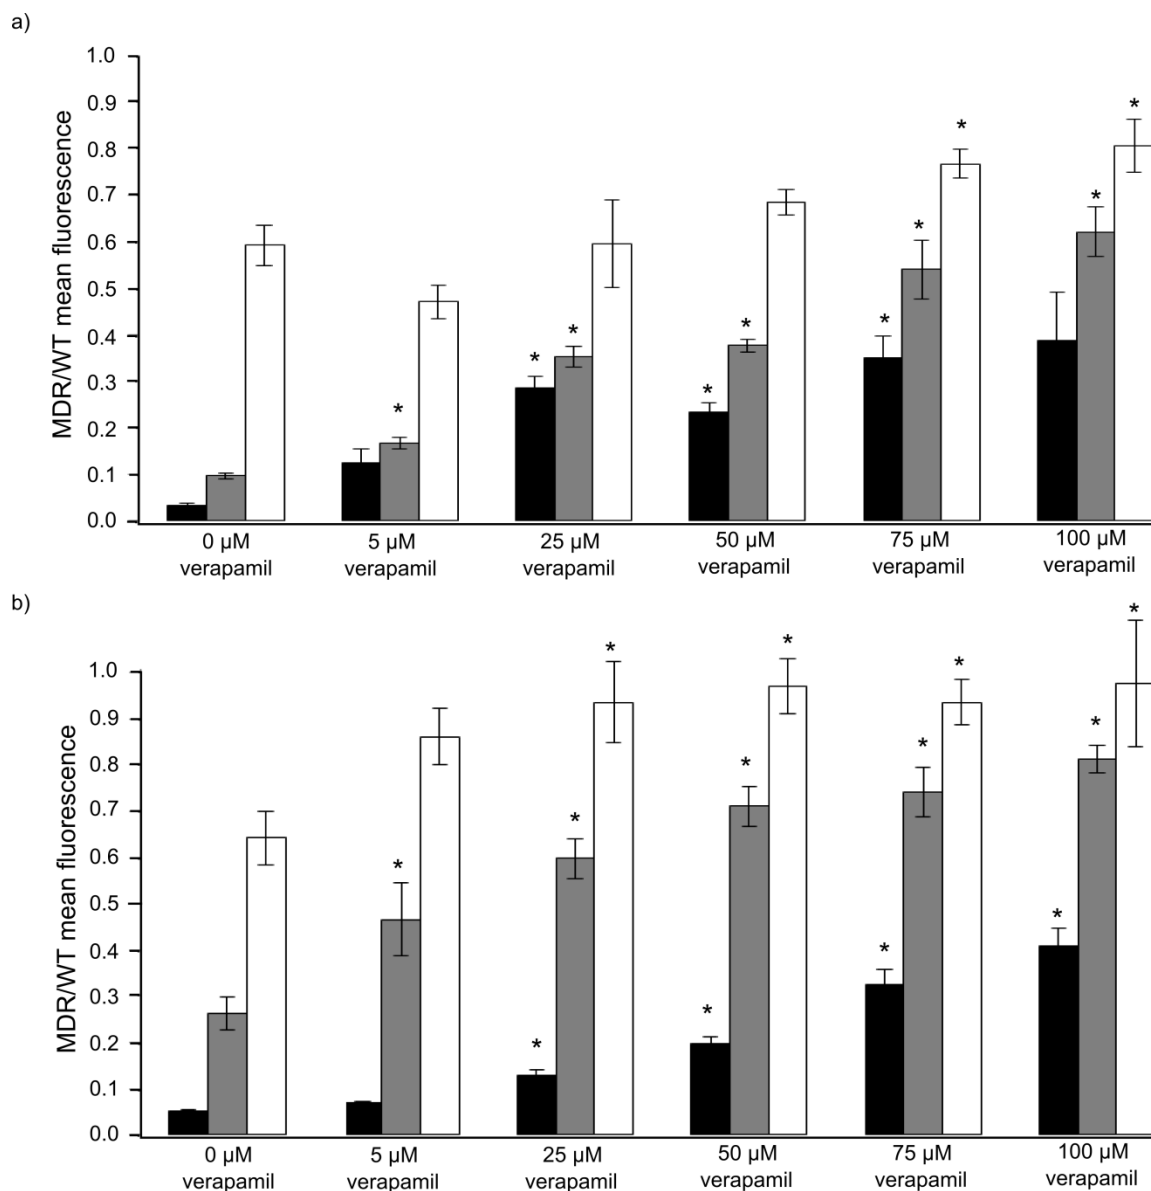 a)
MDR/WT mean fluorescence
1.0
0.9
0.8
0.7
0.6
0.5
0.4
0.3
0.2
0.1
0.0
* * * * * * * * * * *
0 µM verapamil
5 µM verapamil
25 µM verapamil
50 µM verapamil
75 µM verapamil
100 µM verapamil
b)
MDR/WT mean fluorescence
1.0
0.9
0.8
0.7
0.6
0.5
0.4
0.3
0.2
0.1
0.0
* * * * * * * * * * * * *
0 µM verapamil
5 µM verapamil
25 µM verapamil
50 µM verapamil
75 µM verapamil
100 µM verapamil